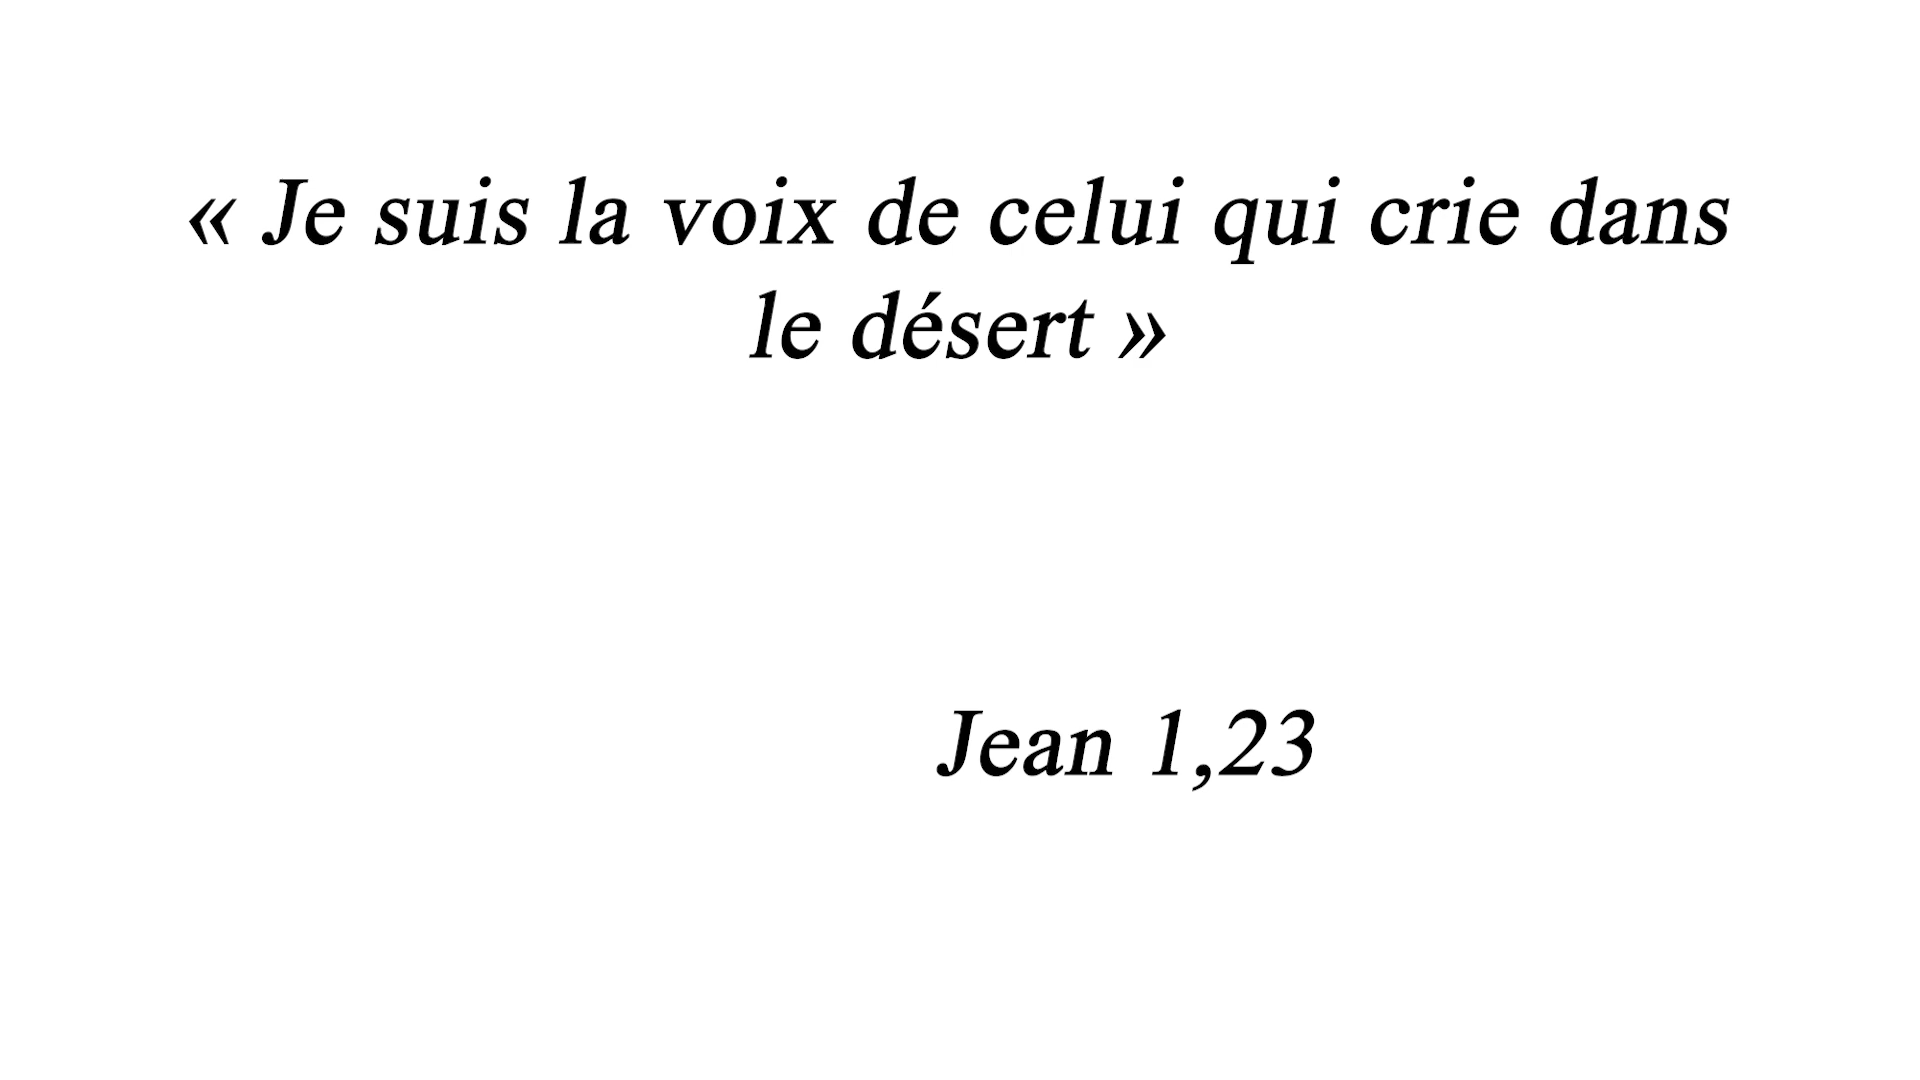 « Je suis la voix de celui qui crie dans
le désert »
Jean 1,23